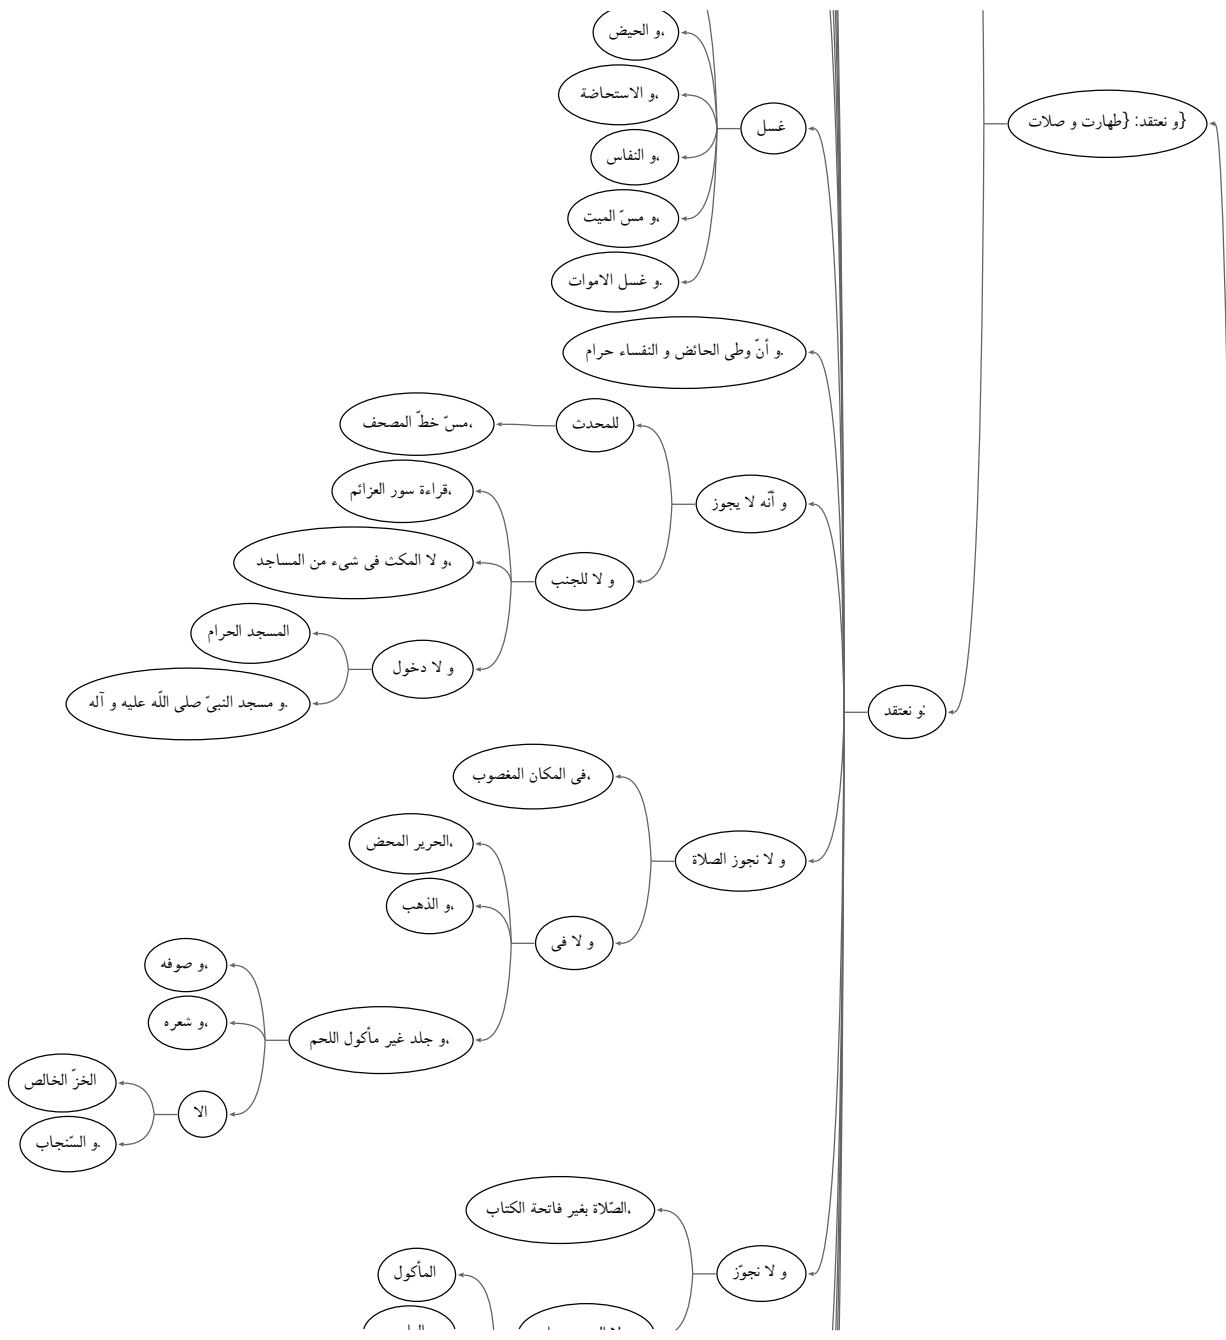 {و نعتقد: {طهارت و صلات
و نعتقد:
غسل
و الحيض،
و الاستحاضة،
و النفاس،
و مسّ الميت،
و غسل الاموات.
و أنّ وطى الحائض و النفساء حرام.
و أنّه لا يجوز
للمحدث
مسّ خطّ المصحف،
و لا للجنب
قراءة سور العزائم،
و لا المكث فى شىء من المساجد،
و لا دخول
المسجد الحرام
و مسجد النبىّ صلى اللّه عليه و آله.
و لا نجوز الصلاة
فى المكان المغصوب،
و لا فى
الحرير المحض،
و الذهب،
و جلد غير مأكول اللحم،
و صوفه،
و شعره،
الا
الخزّ الخالص
و السّنجاب.
و لا نجوّز
الصّلاة بغير فاتحة الكتاب،
المأكول